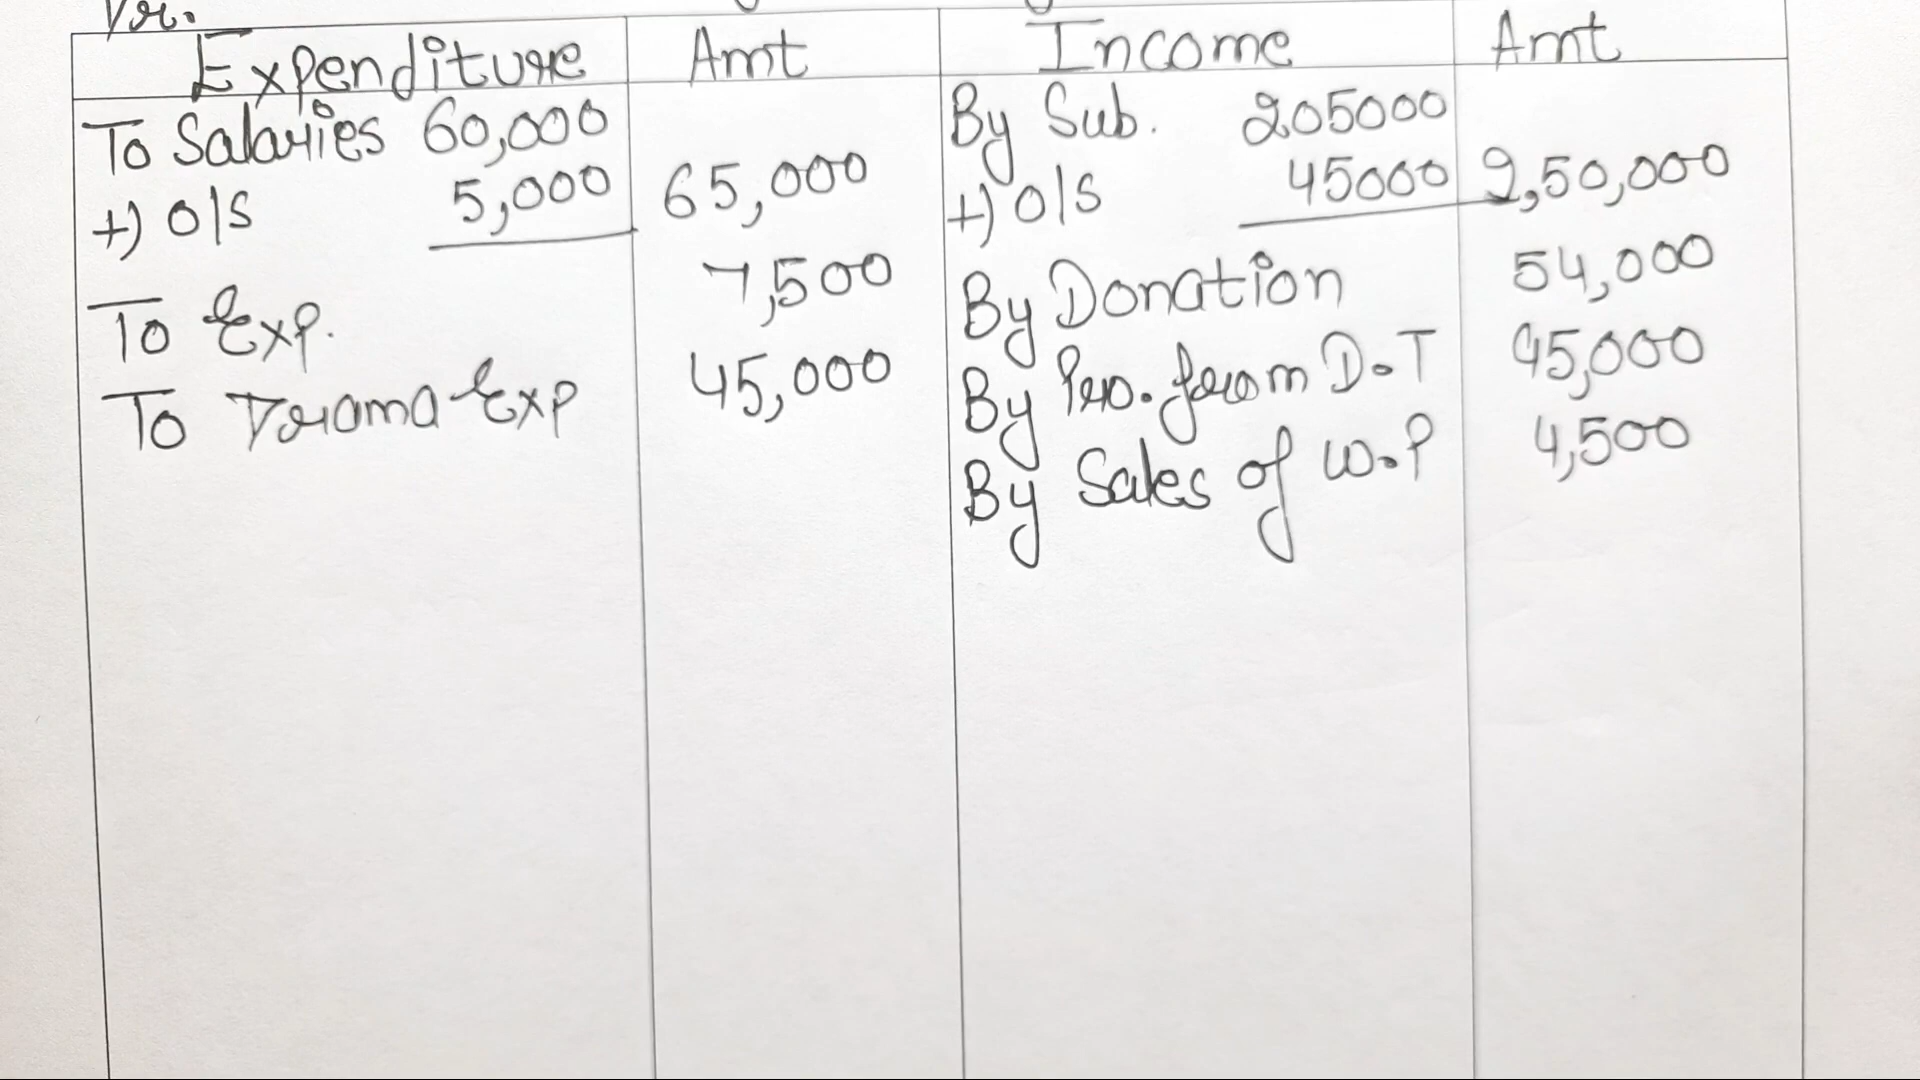 Dr.
Expenditure Amt Income Amt
To Salaries 60,000 By Sub. 205000
+) O/S 5,000 65,000 +) O/S 45000 2,50,000
To Exp. 7,500 By Donation 54,000
To Drama Exp 45,000 By Pro. from D.T 95,000
By Sales of W.P 4,500